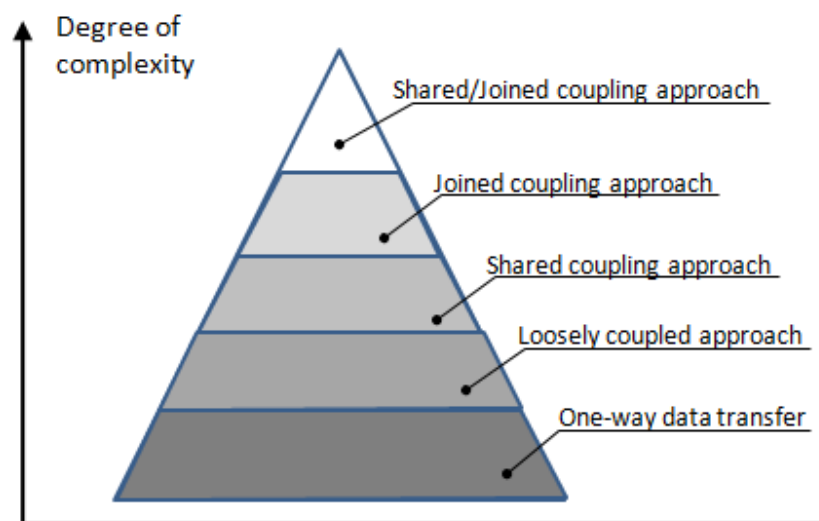 Degree of
complexity
Shared/Joined coupling approach
Joined coupling approach
Shared coupling approach
Loosely coupled approach
One-way data transfer